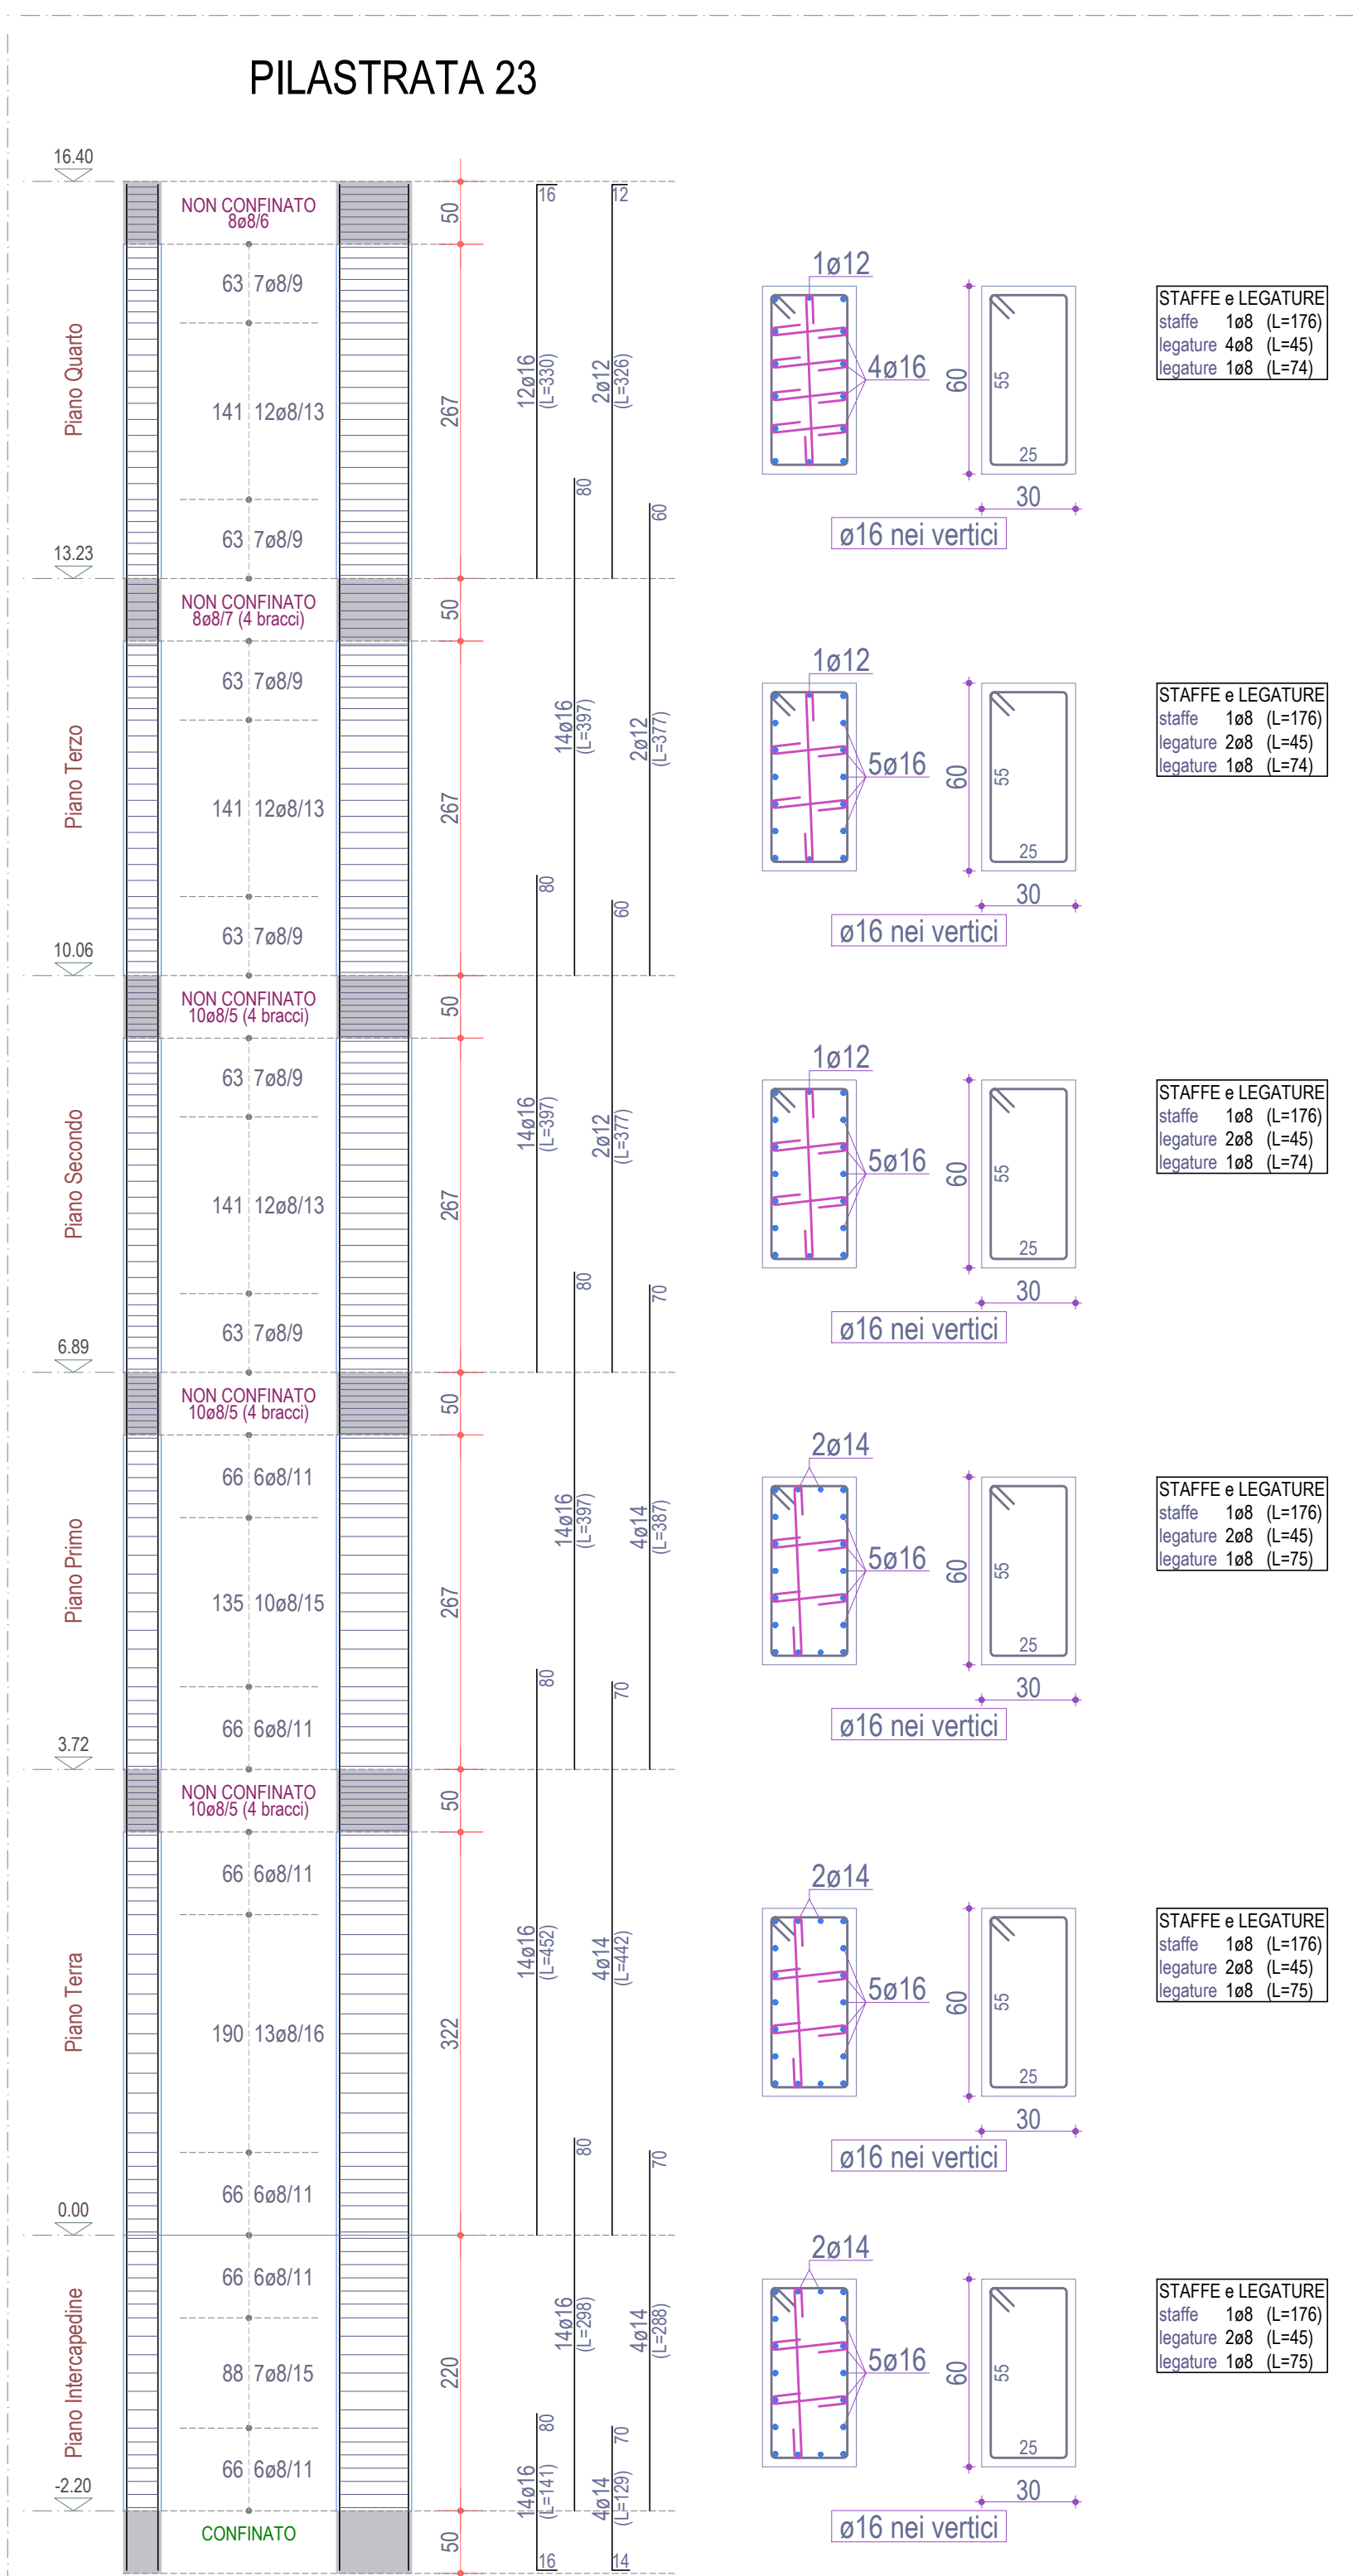 PILASTRATA 23
16.40
NON CONFINATO
8ø8/6
50
16
12
63 7ø8/9
Piano Quarto
141 12ø8/13
267
12ø16
(L=330)
2ø12
(L=326)
63 7ø8/9
80
60
1ø12
4ø16
60
55
25
30
ø16 nei vertici
STAFFE e LEGATURE
staffe 1ø8 (L=176)
legature 4ø8 (L=45)
legature 1ø8 (L=74)
13.23
NON CONFINATO
8ø8/7 (4 bracci)
50
63 7ø8/9
Piano Terzo
141 12ø8/13
267
14ø16
(L=397)
2ø12
(L=377)
63 7ø8/9
80
60
1ø12
5ø16
60
55
25
30
ø16 nei vertici
STAFFE e LEGATURE
staffe 1ø8 (L=176)
legature 2ø8 (L=45)
legature 1ø8 (L=74)
10.06
NON CONFINATO
10ø8/5 (4 bracci)
50
63 7ø8/9
Piano Secondo
141 12ø8/13
267
14ø16
(L=397)
2ø12
(L=377)
63 7ø8/9
80
70
1ø12
5ø16
60
55
25
30
ø16 nei vertici
STAFFE e LEGATURE
staffe 1ø8 (L=176)
legature 2ø8 (L=45)
legature 1ø8 (L=74)
6.89
NON CONFINATO
10ø8/5 (4 bracci)
50
66 6ø8/11
Piano Primo
135 10ø8/15
267
14ø16
(L=397)
4ø14
(L=387)
66 6ø8/11
80
70
2ø14
5ø16
60
55
25
30
ø16 nei vertici
STAFFE e LEGATURE
staffe 1ø8 (L=176)
legature 2ø8 (L=45)
legature 1ø8 (L=75)
3.72
NON CONFINATO
10ø8/5 (4 bracci)
50
66 6ø8/11
Piano Terra
190 13ø8/16
322
14ø16
(L=452)
4ø14
(L=442)
66 6ø8/11
80
70
2ø14
5ø16
60
55
25
30
ø16 nei vertici
STAFFE e LEGATURE
staffe 1ø8 (L=176)
legature 2ø8 (L=45)
legature 1ø8 (L=75)
0.00
66 6ø8/11
Piano Intercapedine
88 7ø8/15
220
14ø16
(L=298)
4ø14
(L=288)
66 6ø8/11
80
70
14ø16
(L=141)
4ø14
(L=129)
2ø14
5ø16
60
55
25
30
ø16 nei vertici
STAFFE e LEGATURE
staffe 1ø8 (L=176)
legature 2ø8 (L=45)
legature 1ø8 (L=75)
-2.20
CONFINATO
50
16
14